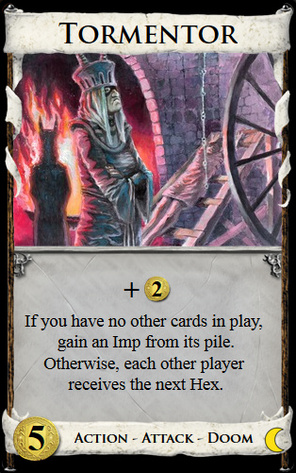 TORMENTOR
+2
If you have no other cards in play,
gain an Imp from its pile.
Otherwise, each other player
receives the next Hex.
5 ACTION - ATTACK - DOOM